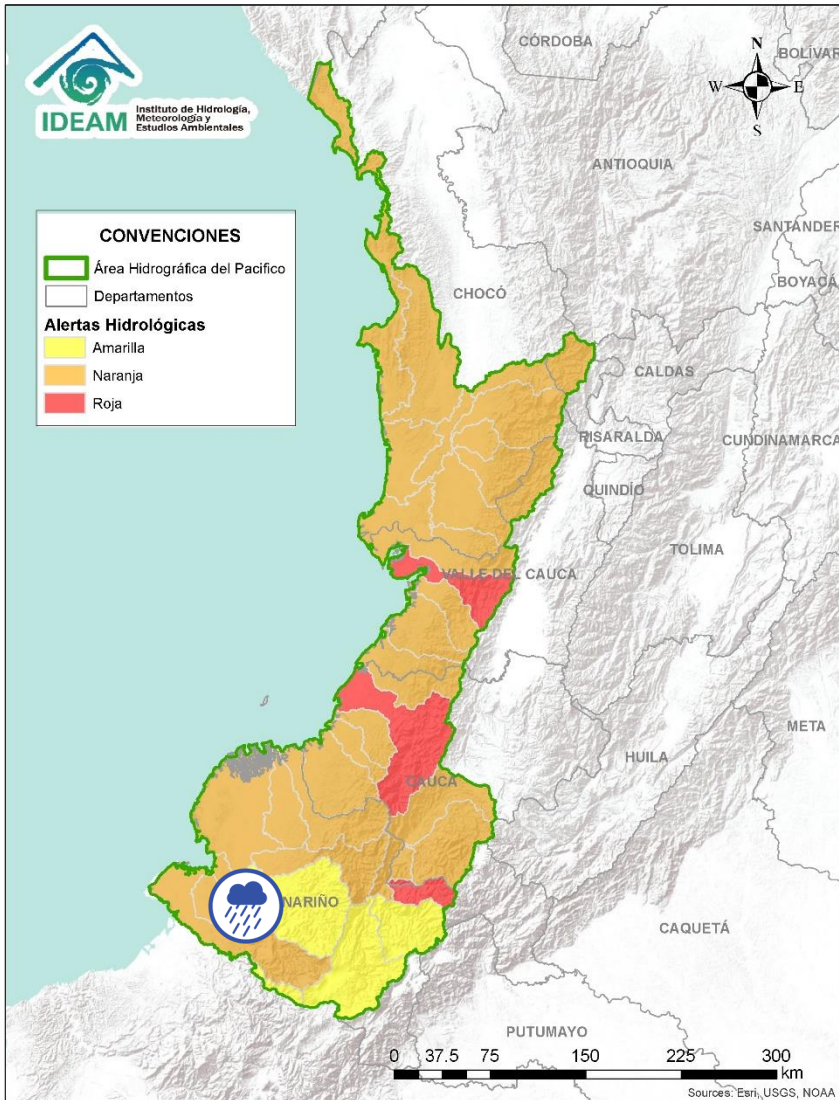 CÓRDOBA
BOLÍVAR
N
W E
S
IDEAM
Instituto de Hidrología,
Meteorología y
Estudios Ambientales
ANTIOQUIA
SANTANDER
CONVENCIONES
Área Hidrográfica del Pacifico
Departamentos
Alertas Hidrológicas
Amarilla
Naranja
Roja
BOYACÁ
CHOCÓ
CALDAS
RISARALDA
CUNDINAMARCA
QUINDÍO
TOLIMA
VALLE DEL CAUCA
META
HUILA
CAUCA
NARIÑO
CAQUETÁ
PUTUMAYO
0 37.5 75 150 225 300
km
Sources: Esri, USGS, NOAA